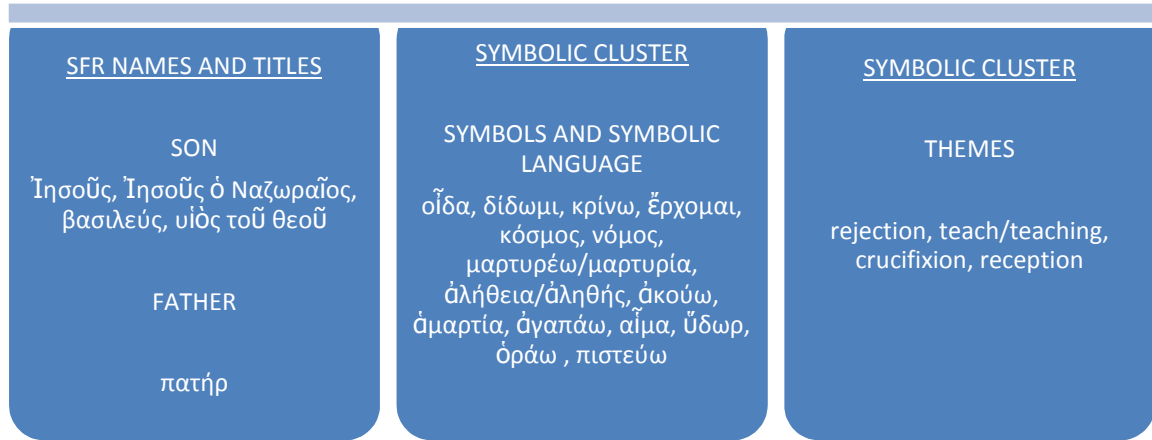 SFR NAMES AND TITLES
SON
Ἰησοῦς, Ἰησοῦς ὁ Ναζωραῖος,
βασιλεύς, υἱὸς τοῦ θεοῦ
FATHER
πατήρ
SYMBOLIC CLUSTER
SYMBOLS AND SYMBOLIC
LANGUAGE
οἶδα, δίδωμι, κρίνω, ἔρχομαι,
κόσμος, νόμος,
μαρτυρέω/μαρτυρία,
ἀλήθεια/ἀληθής, ἀκούω,
ἁμαρτία, ἀγαπάω, αἷμα, ὕδωρ,
ὁράω , πιστεύω
SYMBOLIC CLUSTER
THEMES
rejection, teach/teaching,
crucifixion, reception